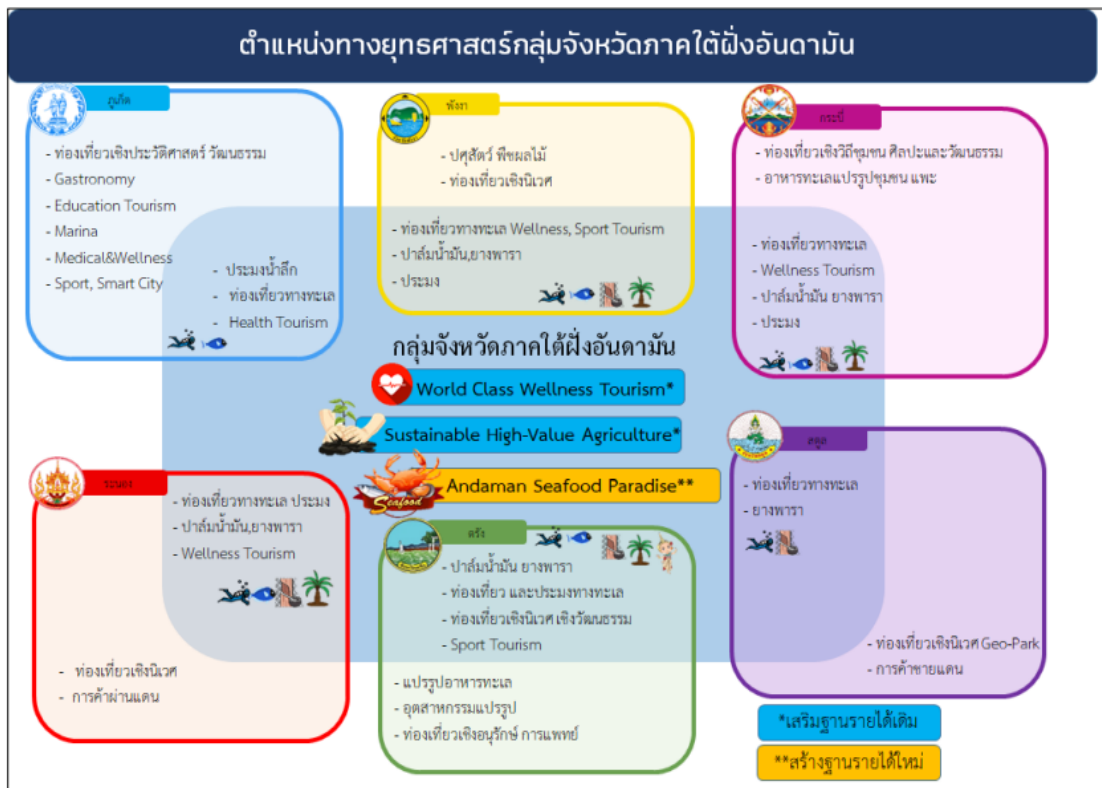 ตำแหน่งทางยุทธศาสตร์กลุ่มจังหวัดภาคใต้ฝั่งอันดามัน
ภูเก็ต
- ท่องเที่ยวเชิงประวัติศาสตร์ วัฒนธรรม
- Gastronomy
- Education Tourism
- Marina
- Medical&Wellness
- Sport, Smart City
- ประมงน้ำลึก
- ท่องเที่ยวทางทะเล
- Health Tourism
พังงา
- ปศุสัตว์ พืชผลไม้
- ท่องเที่ยวเชิงนิเวศ
- ท่องเที่ยวทางทะเล Wellness, Sport Tourism
- ปาล์มน้ำมัน,ยางพารา
- ประมง
กระบี่
- ท่องเที่ยวเชิงวิถีชุมชน ศิลปะและวัฒนธรรม
- อาหารทะเลแปรรูปชุมชน แพะ
- ท่องเที่ยวทางทะเล
- Wellness Tourism
- ปาล์มน้ำมัน ยางพารา
- ประมง
กลุ่มจังหวัดภาคใต้ฝั่งอันดามัน
World Class Wellness Tourism*
Sustainable High-Value Agriculture*
Seafood
Andaman Seafood Paradise**
ระนอง
- ท่องเที่ยวทางทะเล ประมง
- ปาล์มน้ำมัน,ยางพารา
- Wellness Tourism
- ท่องเที่ยวเชิงนิเวศ
- การค้าผ่านแดน
ตรัง
- ปาล์มน้ำมัน ยางพารา
- ท่องเที่ยว และประมงทางทะเล
- ท่องเที่ยวเชิงนิเวศ เชิงวัฒนธรรม
- Sport Tourism
- แปรรูปอาหารทะเล
- อุตสาหกรรมแปรรูป
- ท่องเที่ยวเชิงอนุรักษ์ การแพทย์
สตูล
- ท่องเที่ยวทางทะเล
- ยางพารา
- ท่องเที่ยวเชิงนิเวศ Geo-Park
- การค้าชายแดน
*เสริมฐานรายได้เดิม
**สร้างฐานรายได้ใหม่